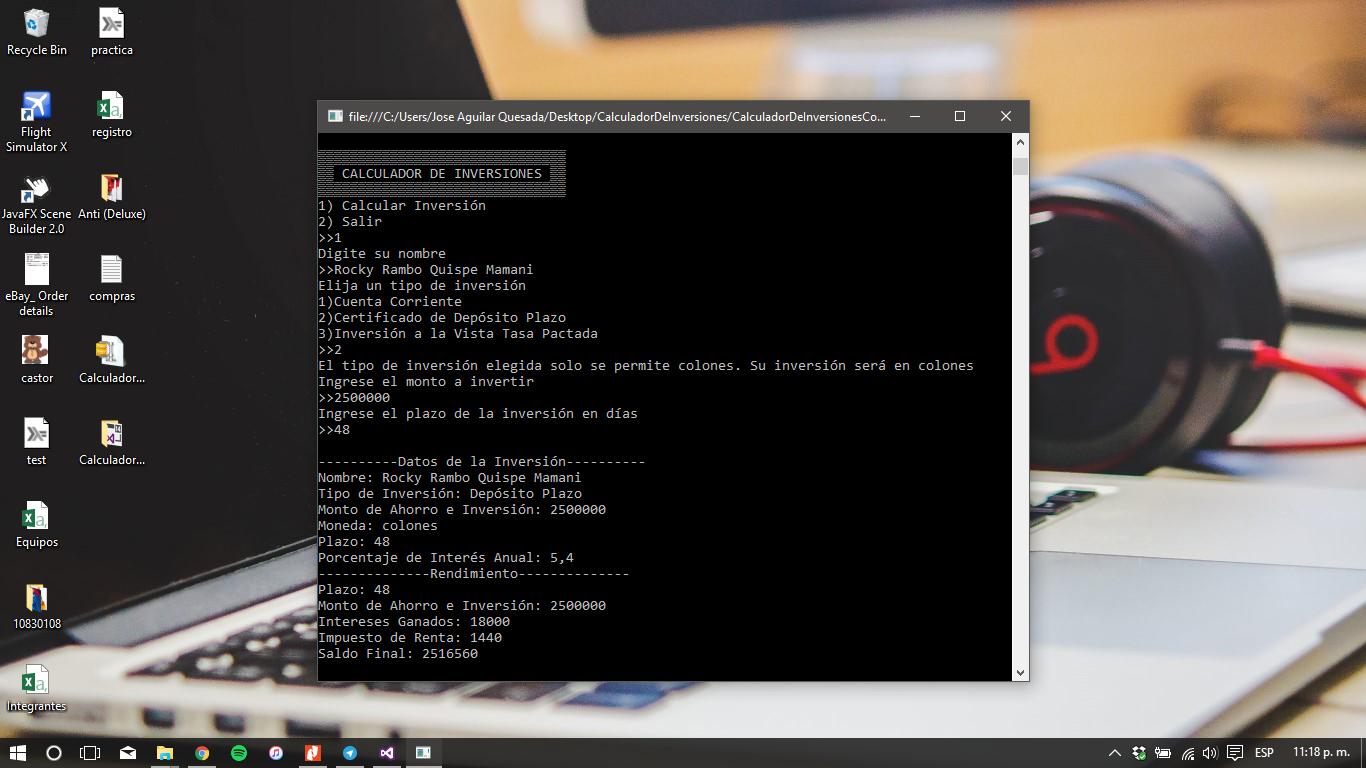 Recycle Bin
practica
Flight
Simulator X
registro
JavaFX Scene
Builder 2.0
Anti (Deluxe)
eBay_ Order
details
compras
castor
Calculador...
test
Calculador...
Equipos
10830108
Integrantes
file:///C:/Users/Jose Aguilar Quesada/Desktop/CalculadorDeInversiones/CalculadorDeInversionesCo...
CALCULADOR DE INVERSIONES
1) Calcular Inversión
2) Salir
>>1
Digite su nombre
>>Rocky Rambo Quispe Mamani
Elija un tipo de inversión
1)Cuenta Corriente
2)Certificado de Depósito Plazo
3)Inversión a la Vista Tasa Pactada
>>2
El tipo de inversión elegida solo se permite colones. Su inversión será en colones
Ingrese el monto a invertir
>>2500000
Ingrese el plazo de la inversión en días
>>48
----------Datos de la Inversión----------
Nombre: Rocky Rambo Quispe Mamani
Tipo de Inversión: Depósito Plazo
Monto de Ahorro e Inversión: 2500000
Moneda: colones
Plazo: 48
Porcentaje de Interés Anual: 5,4
--------------Rendimiento--------------
Plazo: 48
Monto de Ahorro e Inversión: 2500000
Intereses Ganados: 18000
Impuesto de Renta: 1440
Saldo Final: 2516560
ESP
11:18 p. m.